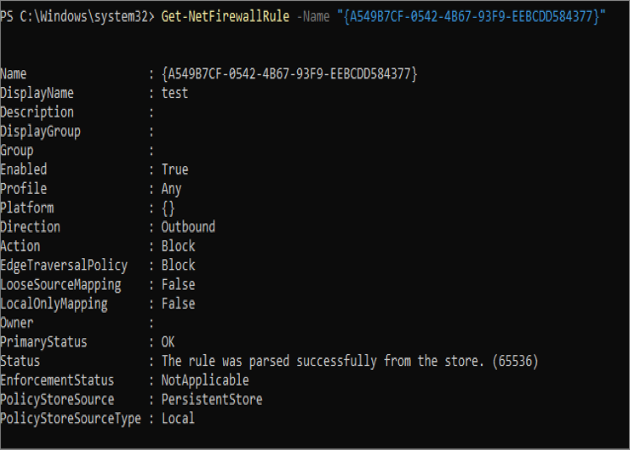 PS C:\Windows\system32> Get-NetFirewallRule -Name "{A549B7CF-0542-4B67-93F9-EEBCDD584377}"
Name : {A549B7CF-0542-4B67-93F9-EEBCDD584377}
DisplayName : test
Description :
DisplayGroup :
Group :
Enabled : True
Profile : Any
Platform : {}
Direction : Outbound
Action : Block
EdgeTraversalPolicy : Block
LooseSourceMapping : False
LocalOnlyMapping : False
Owner :
PrimaryStatus : OK
Status : The rule was parsed successfully from the store. (65536)
EnforcementStatus : NotApplicable
PolicyStoreSource : PersistentStore
PolicyStoreSourceType : Local